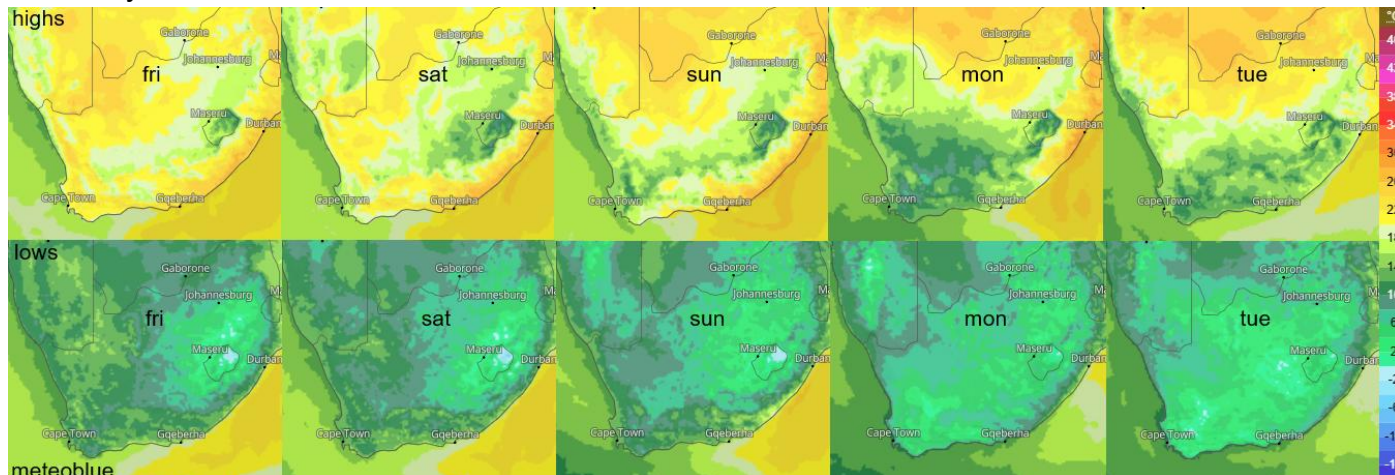 highs
fri
sat
sun
mon
tue
Gaborone
Johannesburg
Maseru
Durban
Cape Town
Gqeberha
Gaborone
Johannesburg
Maseru
Durban
Cape Town
Gqeberha
Gaborone
Johannesburg
Maseru
Durban
Cape Town
Gqeberha
Gaborone
Johannesburg
Maseru
Durban
Cape Town
Gqeberha
Gaborone
Johannesburg
Maseru
Durban
Cape Town
Gqeberha
lows
fri
sat
sun
mon
tue
Gaborone
Johannesburg
Maseru
Durban
Cape Town
Gqeberha
Gaborone
Johannesburg
Maseru
Durban
Cape Town
Gqeberha
Gaborone
Johannesburg
Maseru
Durban
Cape Town
Gqeberha
Gaborone
Johannesburg
Maseru
Durban
Cape Town
Gqeberha
Gaborone
Johannesburg
Maseru
Durban
Cape Town
Gqeberha
meteoblue